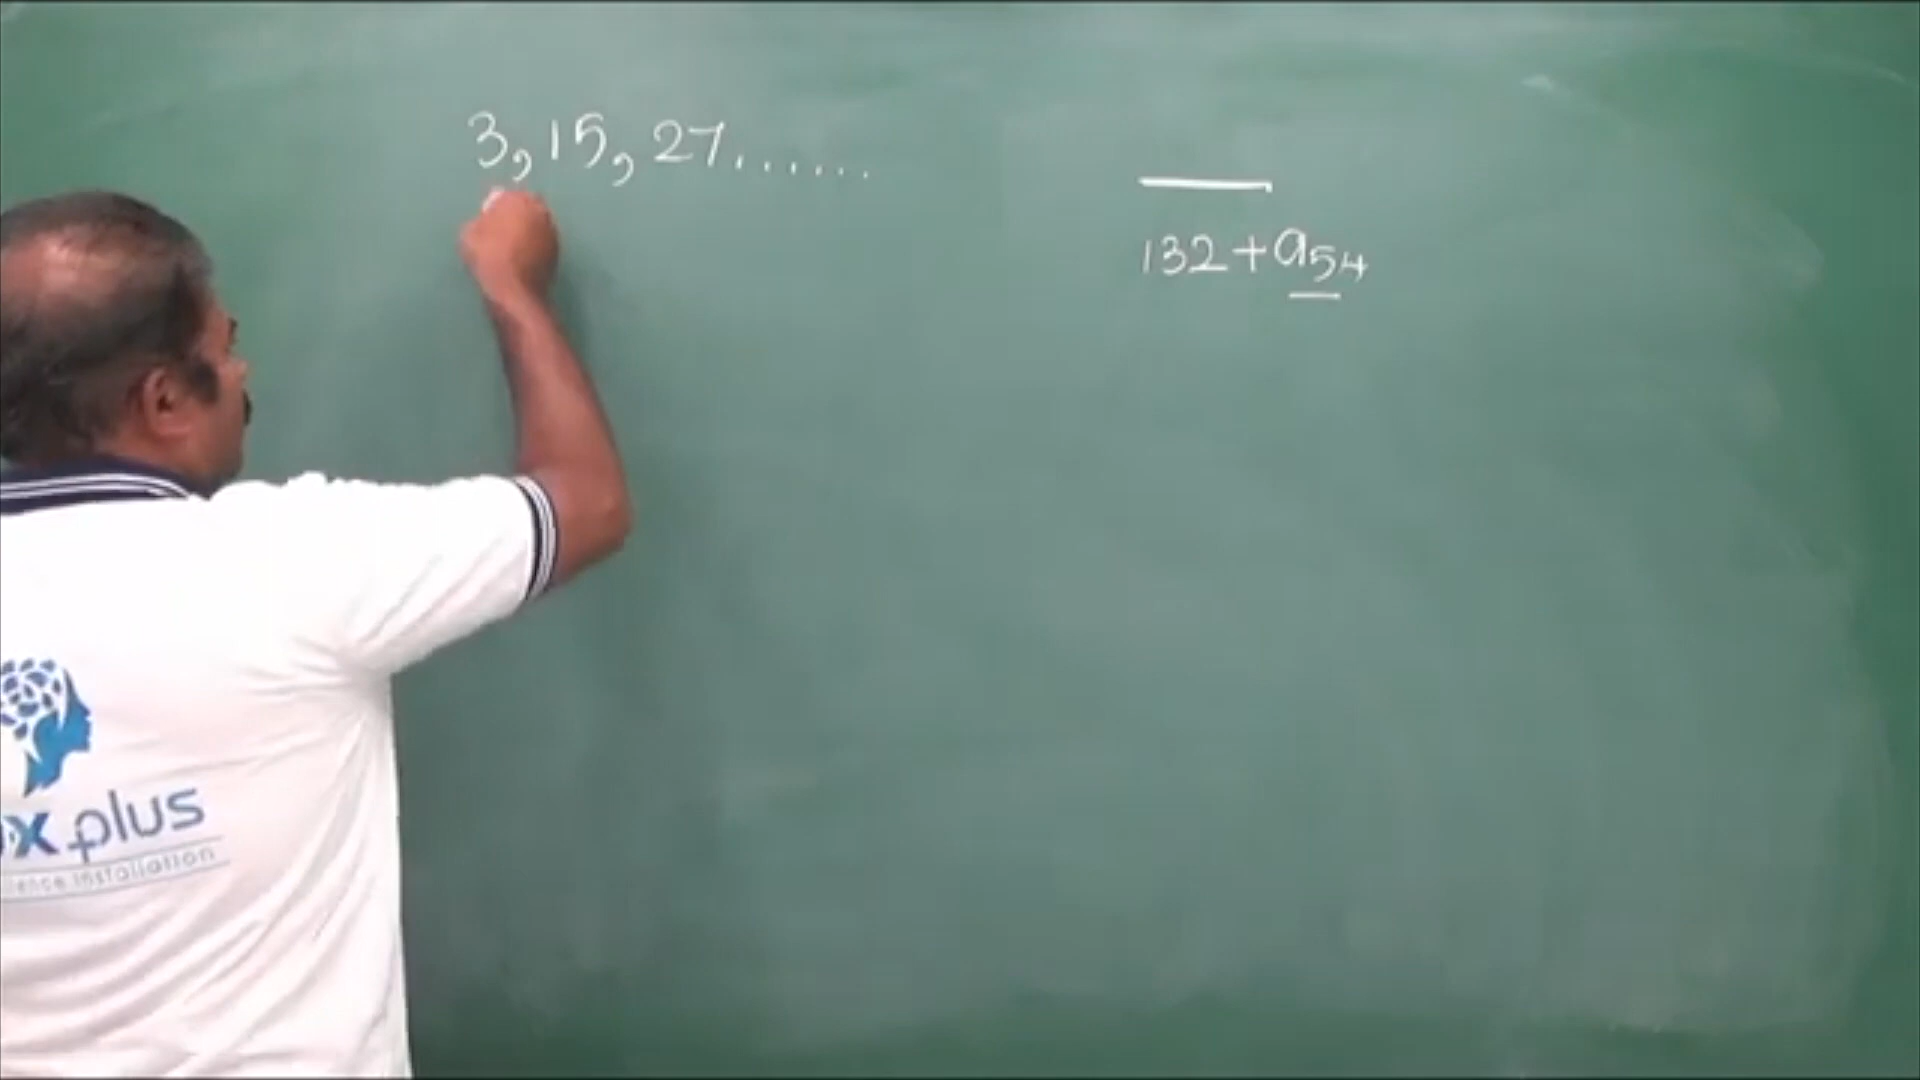 3, 15, 27.......
132 + a₅₄
plus